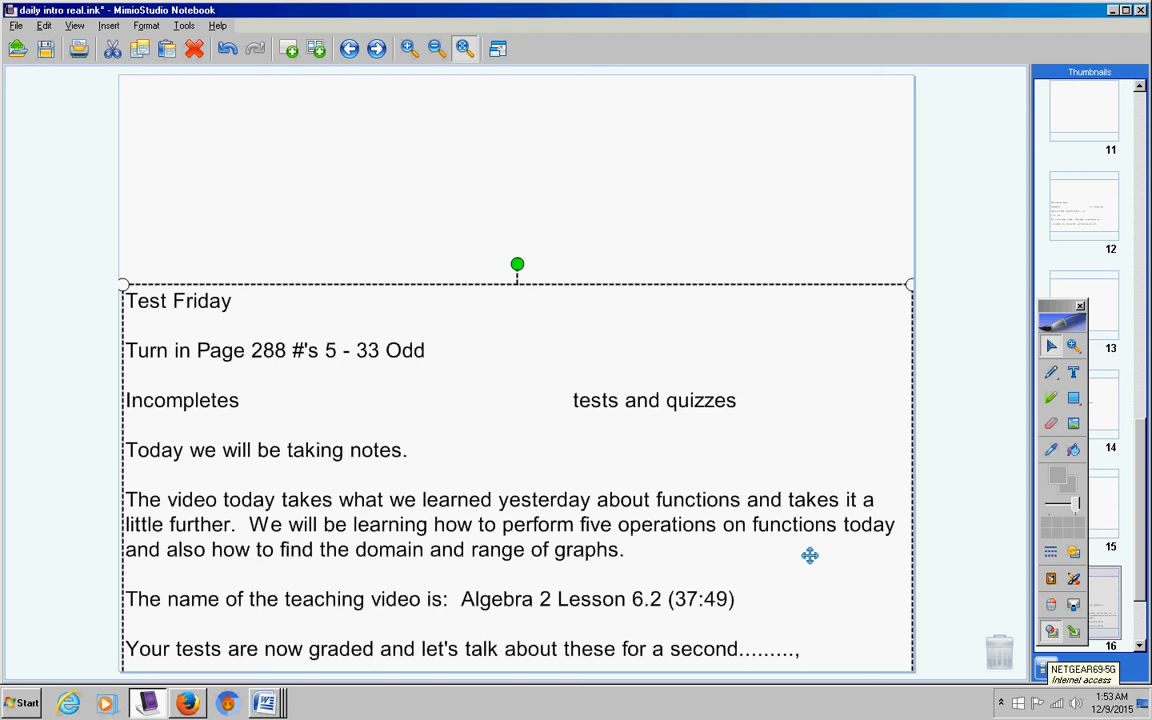 daily intro real.ink* - MimioStudio Notebook
File Edit View Insert Format Tools Help
Thumbnails
11
12
13
14
15
16
Test Friday
Turn in Page 288 #'s 5 - 33 Odd
Incompletes tests and quizzes
Today we will be taking notes.
The video today takes what we learned yesterday about functions and takes it a
little further. We will be learning how to perform five operations on functions today
and also how to find the domain and range of graphs.
The name of the teaching video is: Algebra 2 Lesson 6.2 (37:49)
Your tests are now graded and let's talk about these for a second.........,
NETGEAR69-5G
Internet access
Start
1:53 AM
12/9/2015